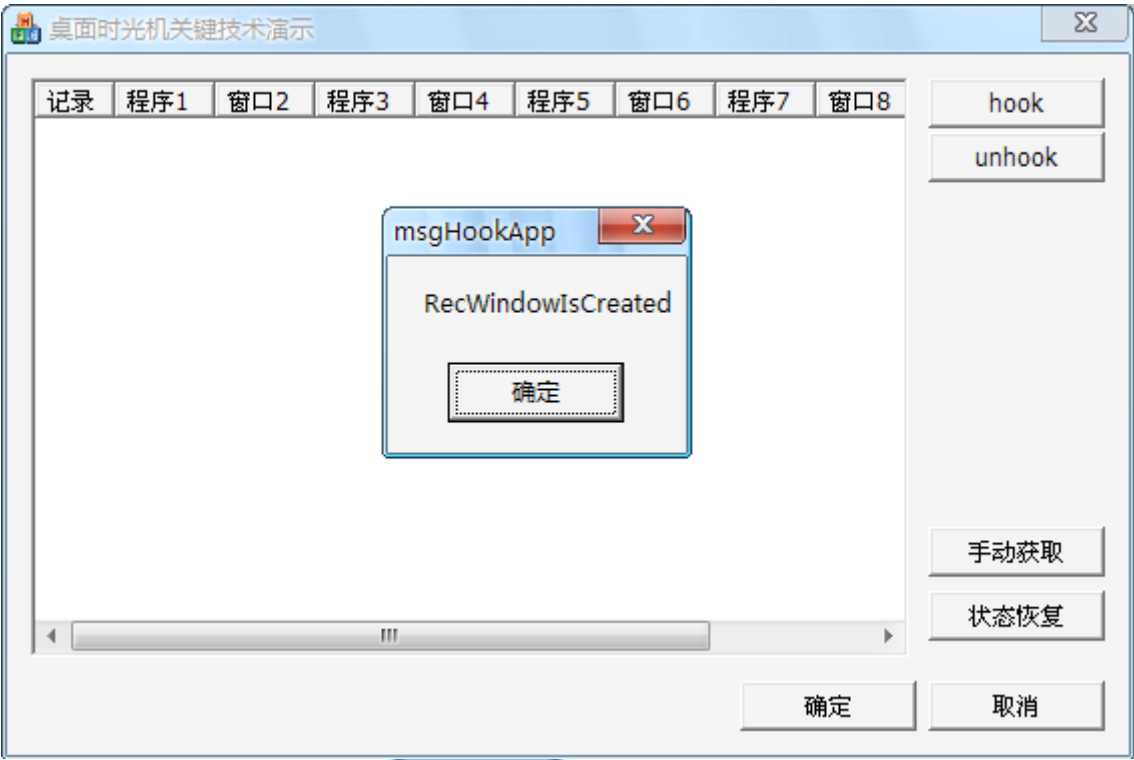 桌面时光机关键技术演示
记录 程序1 窗口2 程序3 窗口4 程序5 窗口6 程序7 窗口8
hook
unhook
msgHookApp
RecWindowIsCreated
确定
手动获取
状态恢复
确定
取消